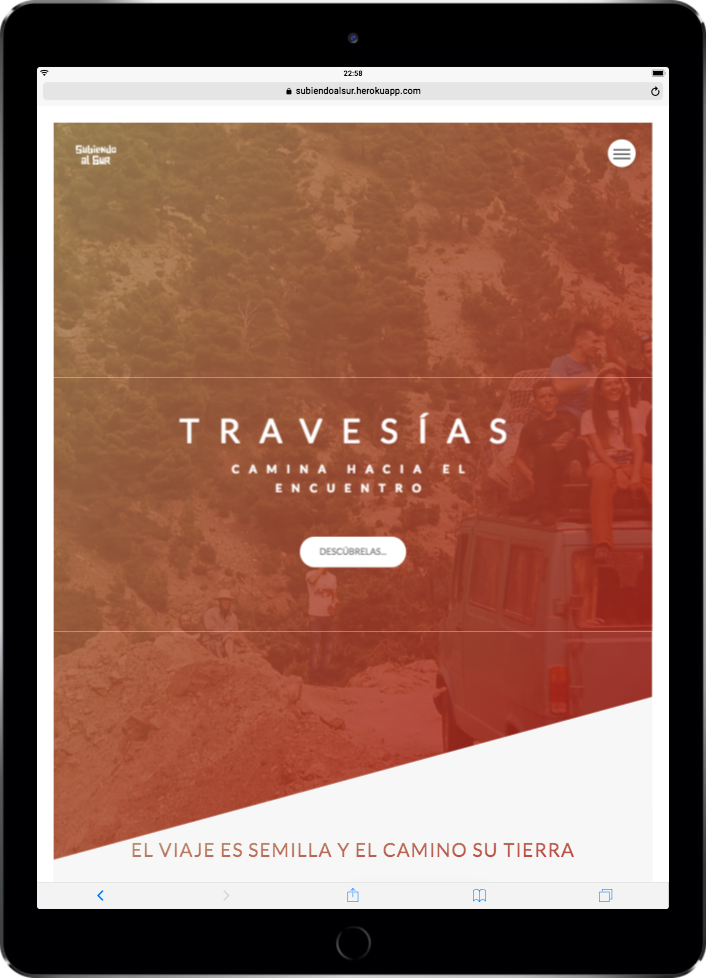 22:58
subiendoalsur.herokuapp.com
Subiendo
al Sur
TRAVESÍAS
CAMINA HACIA EL
ENCUENTRO
DESCÚBRELAS...
EL VIAJE ES SEMILLA Y EL CAMINO SU TIERRA